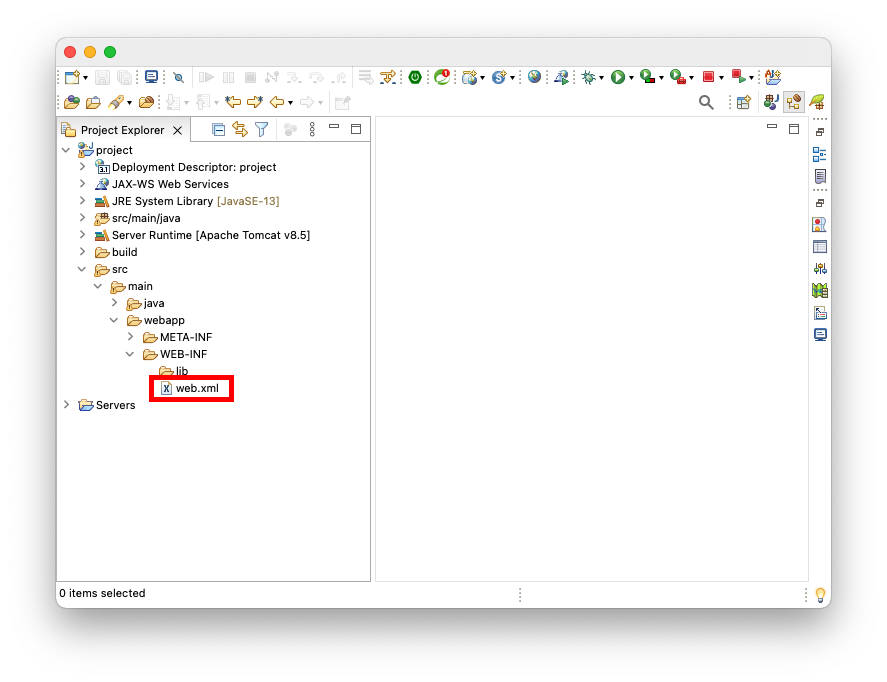 Project Explorer
project
3.1 Deployment Descriptor: project
JAX-WS Web Services
JRE System Library [JavaSE-13]
src/main/java
Server Runtime [Apache Tomcat v8.5]
build
src
main
java
webapp
META-INF
WEB-INF
lib
X web.xml
Servers
0 items selected